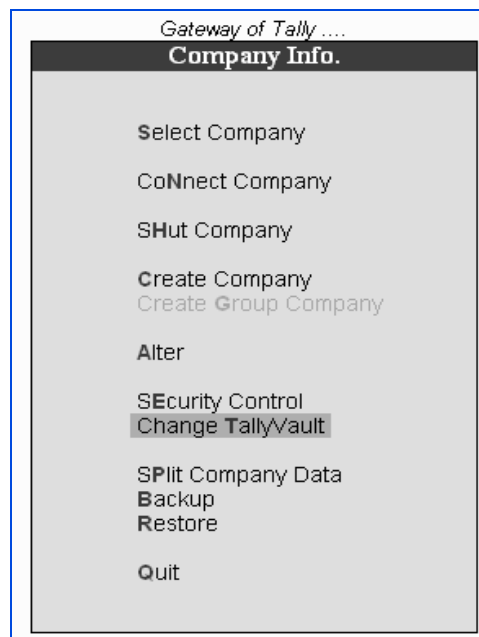 Gateway of Tally ....
Company Info.
Select Company
CoNnect Company
SHut Company
Create Company
Create Group Company
Alter
SEcurity Control
Change TallyVault
SPlit Company Data
Backup
Restore
Quit